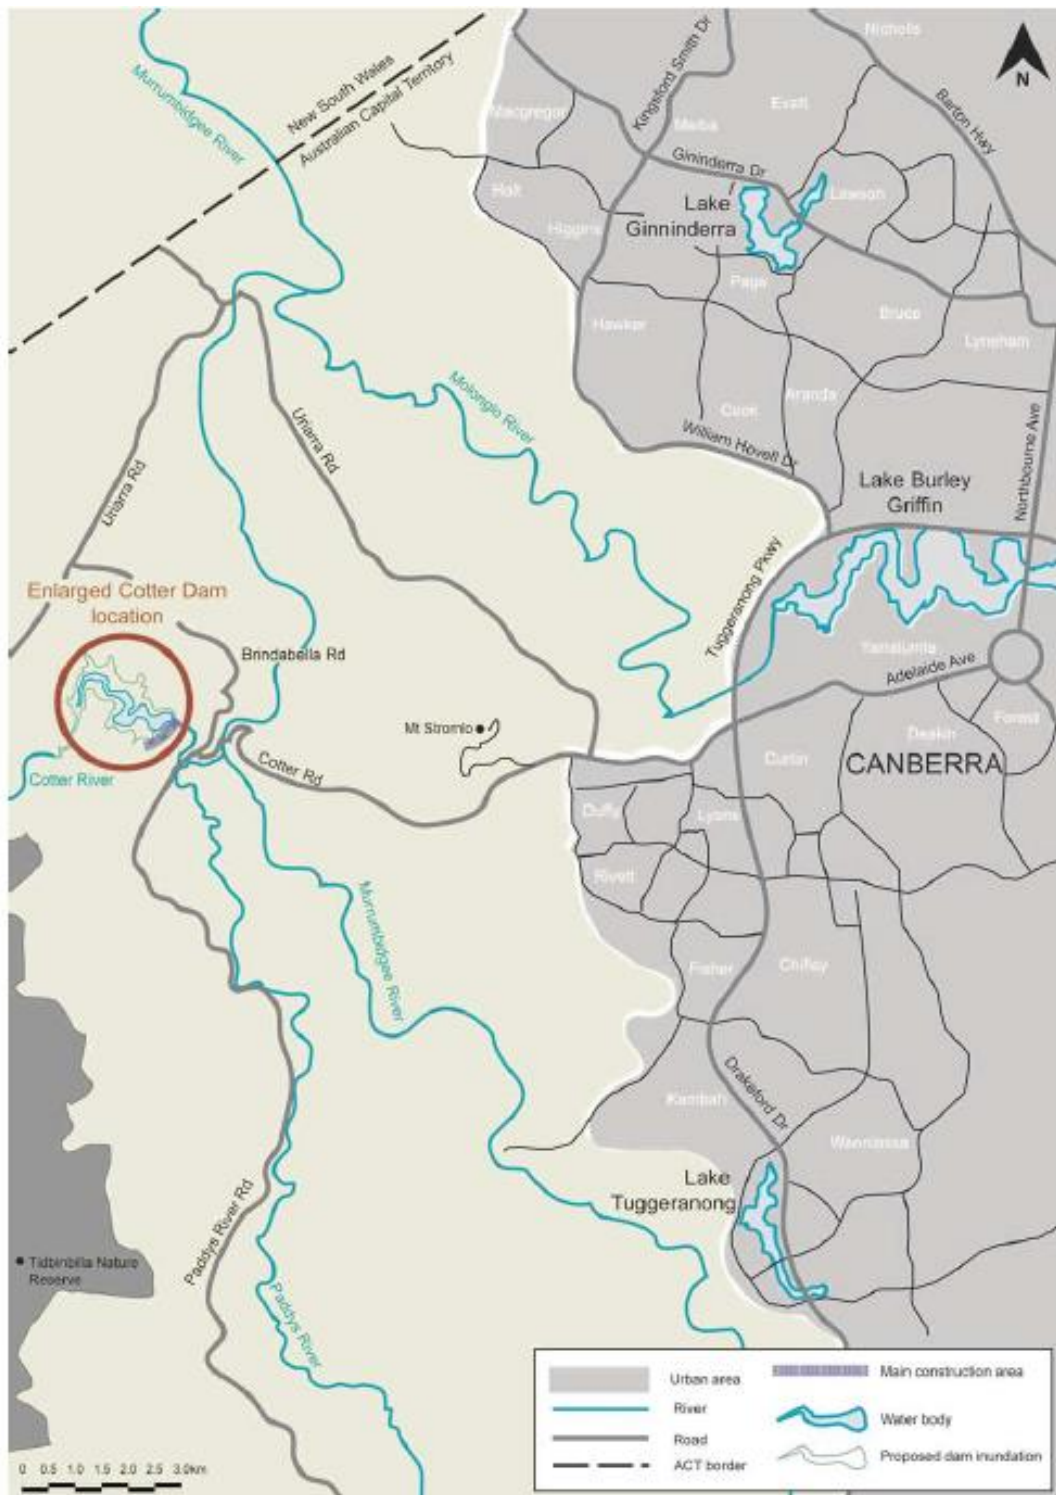 Nicholls
Kingsford Smith Dr
New South Wales
Australian Capital Territory
Murrumbidgee River
N
Macgregor
Evatt
Melba
Barton Hwy
Gininderra Dr
Holt
Lake
Ginninderra
Lawson
Higgins
Page
Hawker
Bruce
Lyneham
Molonglo River
Aranda
Cook
Uriarra Rd
William Hovell Dr
Uriarra Rd
Lake Burley
Griffin
Northbourne Ave
Tuggeranong Pkwy
Enlarged Cotter Dam
location
Brindabella Rd
Yarralumla
Adelaide Ave
Mt Stromlo
Forest
Deakin
Curtin
CANBERRA
Cotter River
Cotter Rd
Duffy
Lyons
Rivett
Murrumbidgee River
Fisher
Chifley
Drakeford Dr
Kambah
Wanniassa
Lake
Tuggeranong
Paddys River Rd
Tidbinbilla Nature
Reserve
Paddys River
Urban area
Main construction area
River
Water body
Road
Proposed dam inundation
ACT border
0 0.5 1.0 1.5 2.0 2.5 3.0km